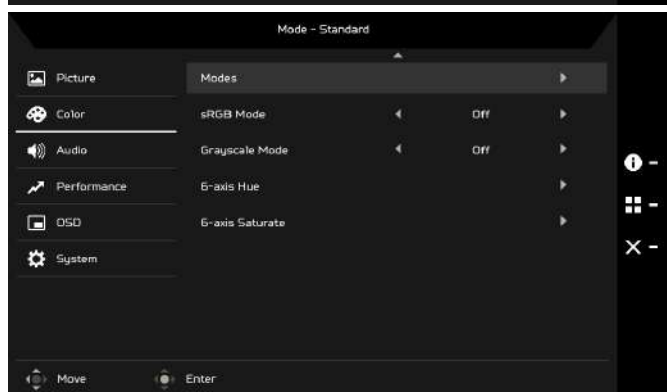 Mode - Standard
Picture
Modes
Color
sRGB Mode Off
Audio
Grayscale Mode Off
Performance
6-axis Hue
OSD
6-axis Saturate
System
Move Enter